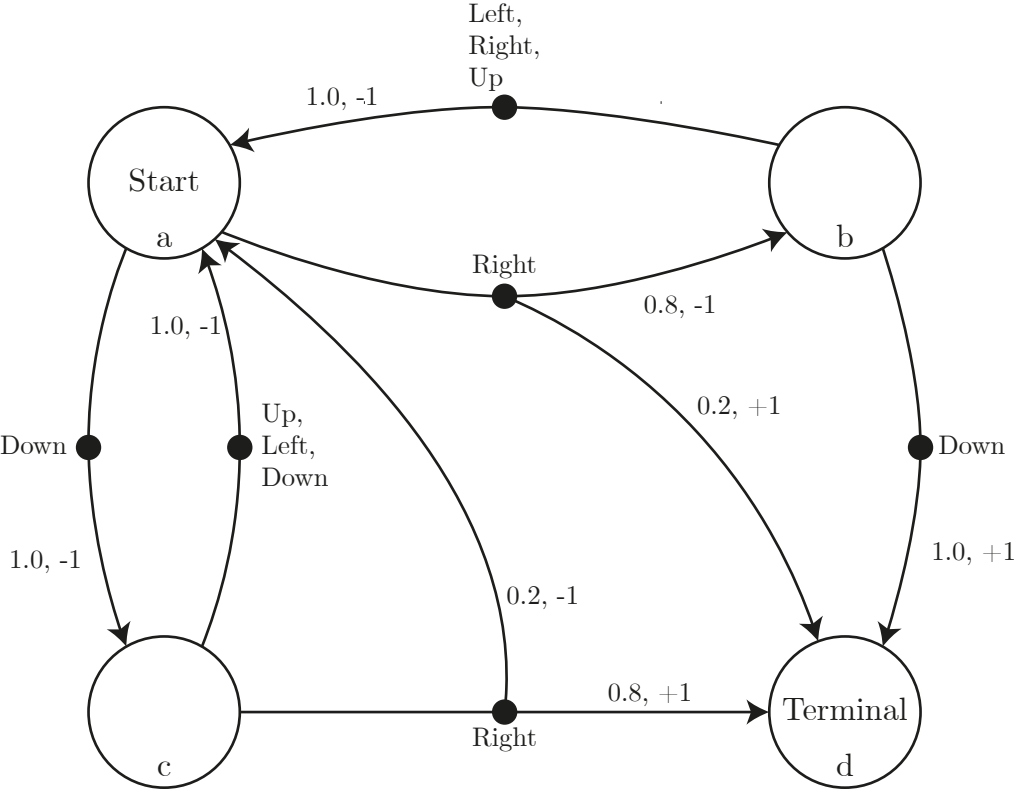 Left,
Right,
Up
1.0, -1
Start
a
b
Right
0.8, -1
1.0, -1
0.2, +1
Up,
Left,
Down
Down
Down
1.0, -1
1.0, +1
0.2, -1
0.8, +1
Right
Terminal
c
d